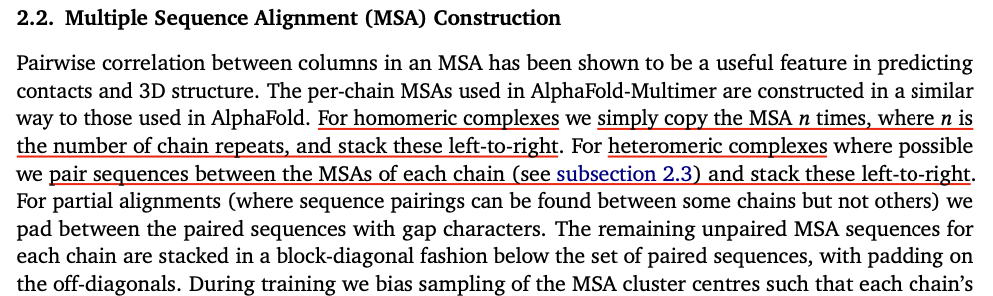 2.2. Multiple Sequence Alignment (MSA) Construction
Pairwise correlation between columns in an MSA has been shown to be a useful feature in predicting
contacts and 3D structure. The per-chain MSAs used in AlphaFold-Multimer are constructed in a similar
way to those used in AlphaFold. For homomeric complexes we simply copy the MSA n times, where n is
the number of chain repeats, and stack these left-to-right. For heteromeric complexes where possible
we pair sequences between the MSAs of each chain (see subsection 2.3) and stack these left-to-right.
For partial alignments (where sequence pairings can be found between some chains but not others) we
pad between the paired sequences with gap characters. The remaining unpaired MSA sequences for
each chain are stacked in a block-diagonal fashion below the set of paired sequences, with padding on
the off-diagonals. During training we bias sampling of the MSA cluster centres such that each chain's